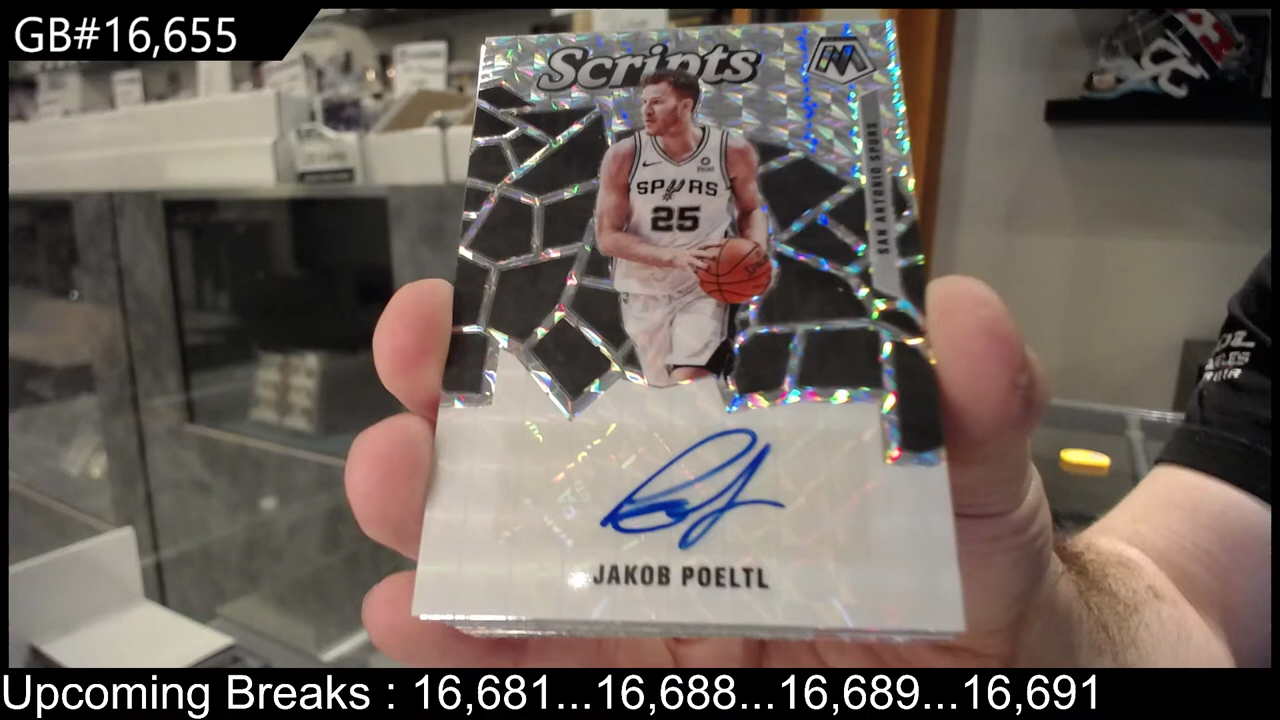 GB#16,655
Scripts
SAN ANTONIO SPURS
SPURS
25
JAKOB POELTL
Upcoming Breaks : 16,681...16,688...16,689...16,691